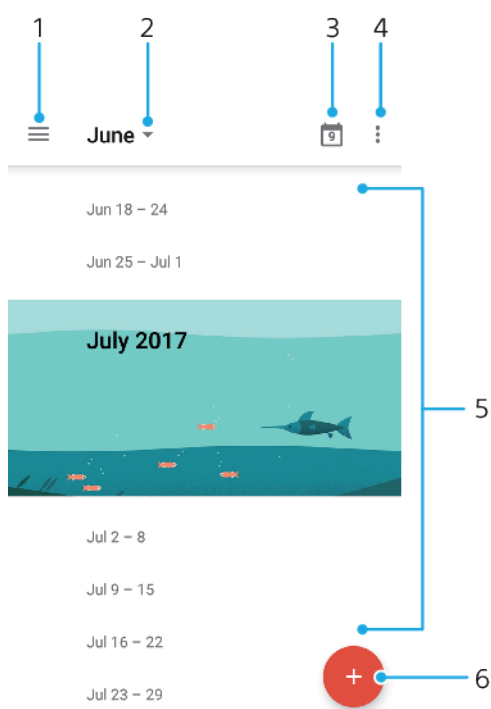 1 2 3 4
June 9
Jun 18 – 24
Jun 25 – Jul 1
July 2017
5
Jul 2 – 8
Jul 9 – 15
Jul 16 – 22
+ 6
Jul 23 – 29